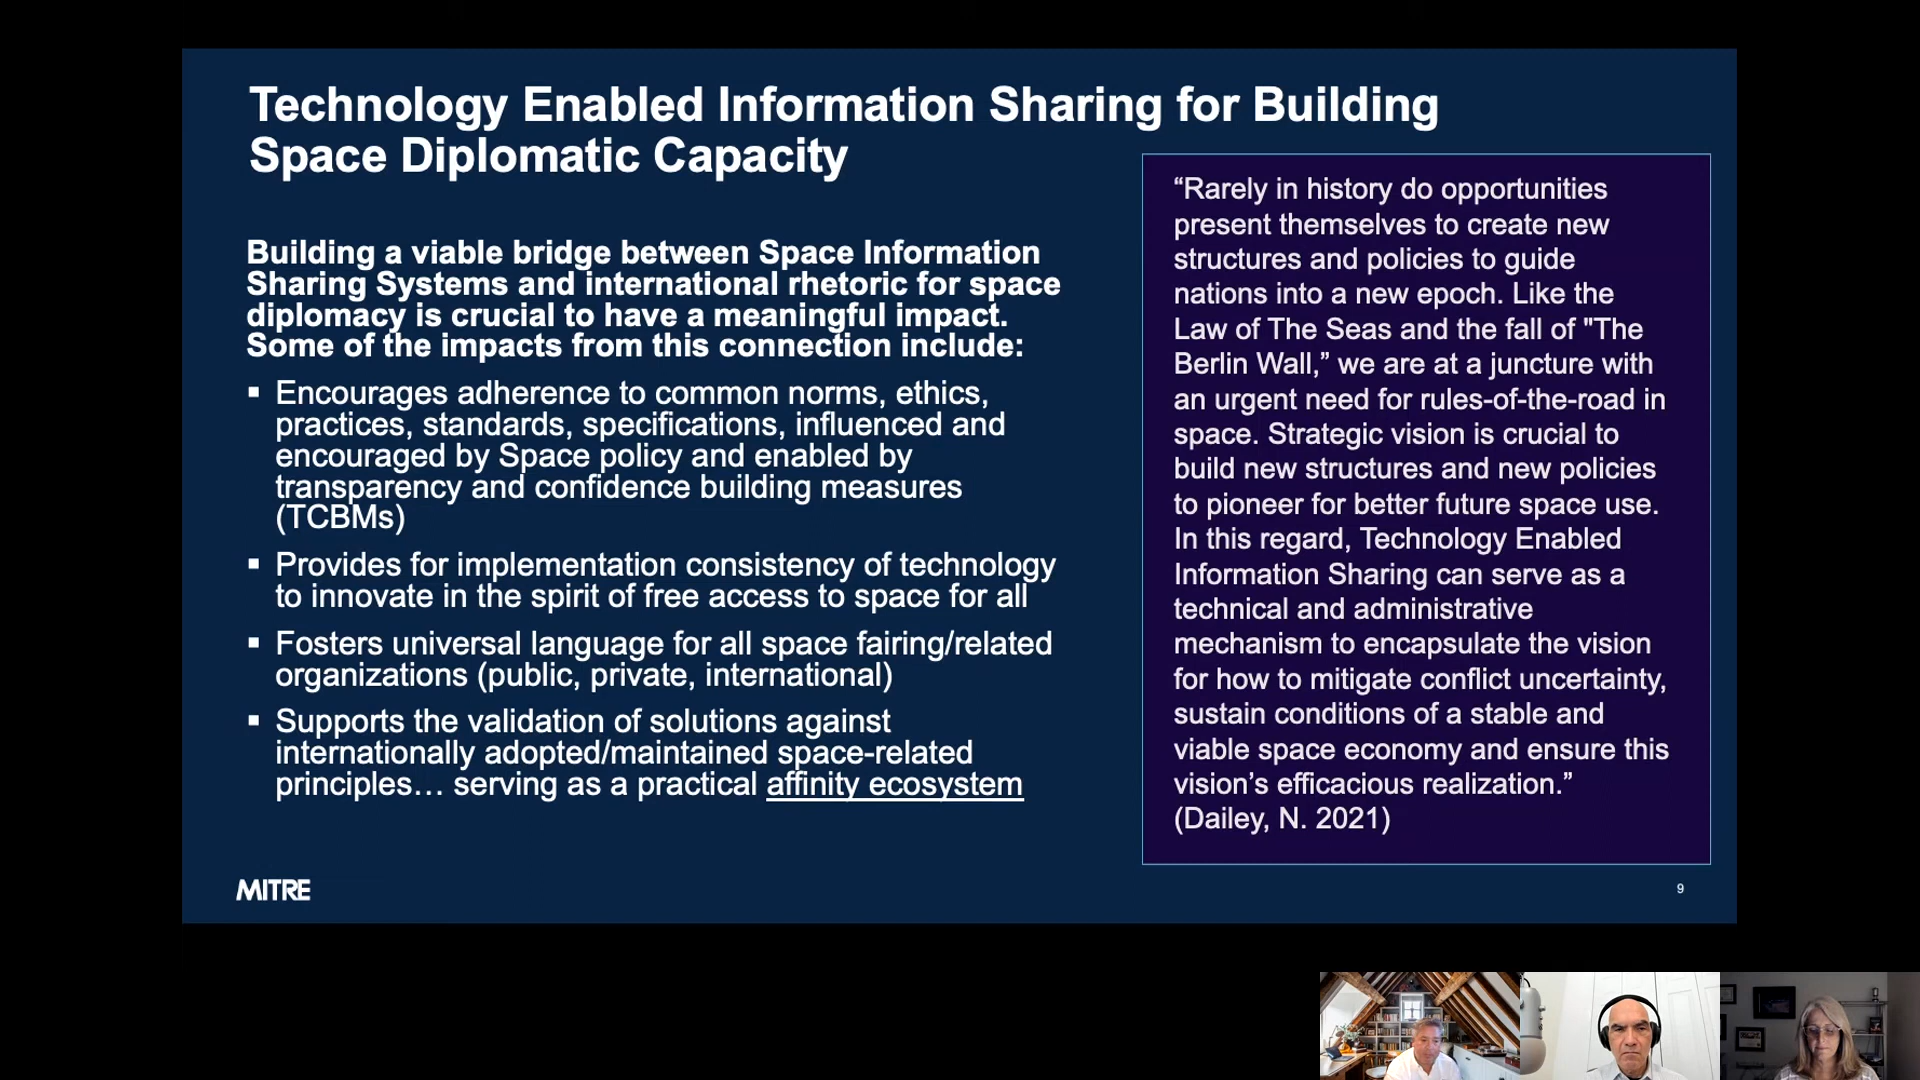 Technology Enabled Information Sharing for Building
Space Diplomatic Capacity
Building a viable bridge between Space Information
Sharing Systems and international rhetoric for space
diplomacy is crucial to have a meaningful impact.
Some of the impacts from this connection include:
▪ Encourages adherence to common norms, ethics,
practices, standards, specifications, influenced and
encouraged by Space policy and enabled by
transparency and confidence building measures
(TCBMs)
▪ Provides for implementation consistency of technology
to innovate in the spirit of free access to space for all
▪ Fosters universal language for all space fairing/related
organizations (public, private, international)
▪ Supports the validation of solutions against
internationally adopted/maintained space-related
principles… serving as a practical affinity ecosystem
“Rarely in history do opportunities
present themselves to create new
structures and policies to guide
nations into a new epoch. Like the
Law of The Seas and the fall of "The
Berlin Wall,” we are at a juncture with
an urgent need for rules-of-the-road in
space. Strategic vision is crucial to
build new structures and new policies
to pioneer for better future space use.
In this regard, Technology Enabled
Information Sharing can serve as a
technical and administrative
mechanism to encapsulate the vision
for how to mitigate conflict uncertainty,
sustain conditions of a stable and
viable space economy and ensure this
vision’s efficacious realization.”
(Dailey, N. 2021)
MITRE
9